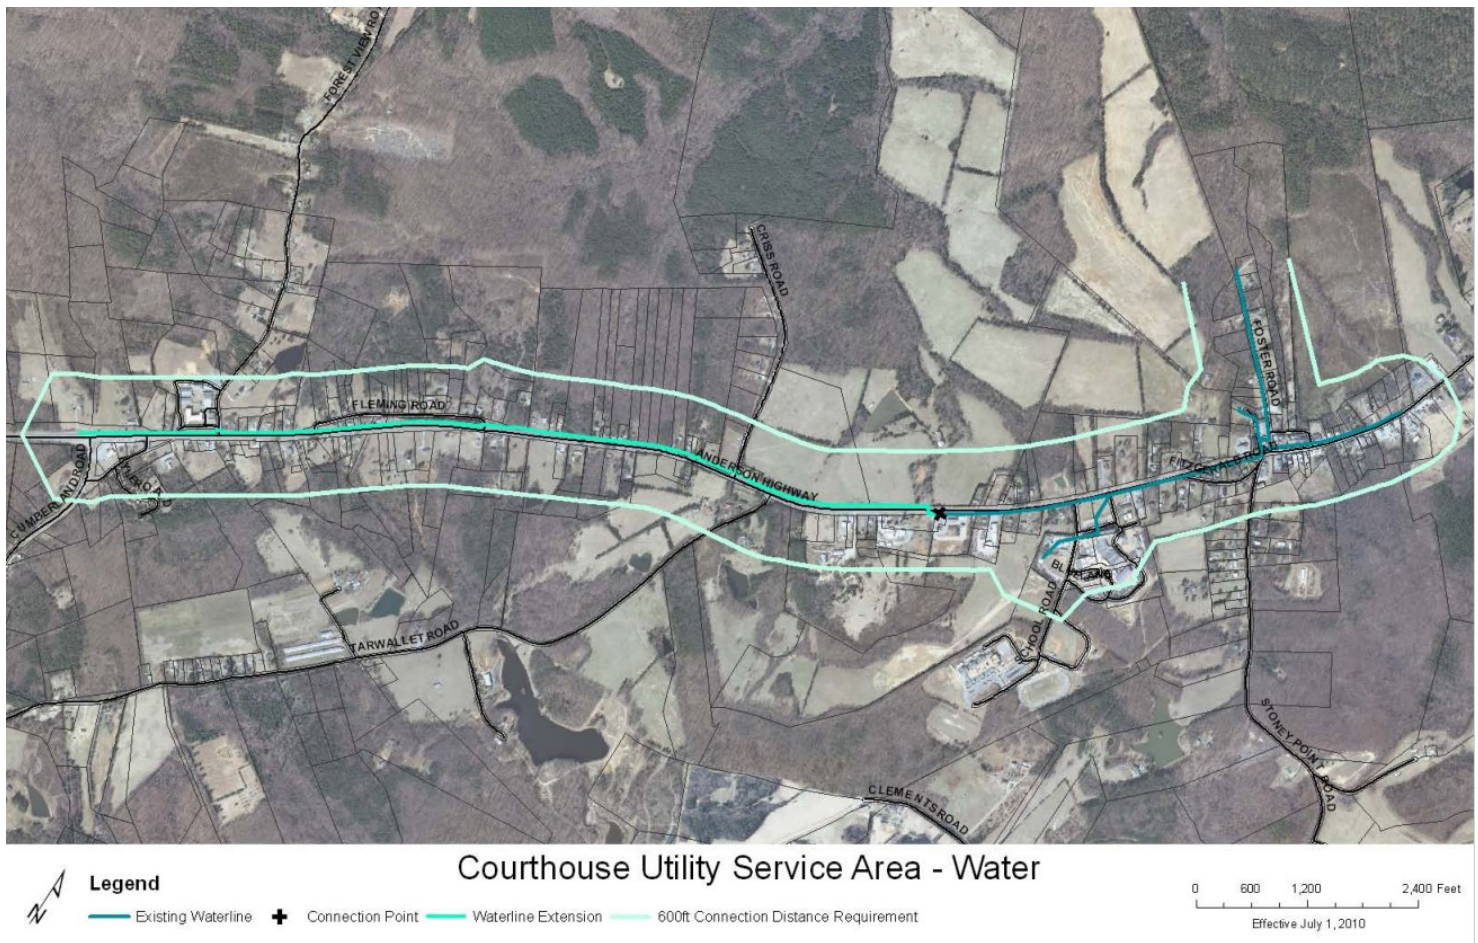 FOREST VIEW RO
CRISS ROAD
FOSTER ROAD
FLEMING ROAD
ANDERSON HIGHWAY
CUMBERLAND ROAD
SCHOOL ROAD
TARWALLET ROAD
STONEY POINT ROAD
CLEMENTS ROAD
Courthouse Utility Service Area - Water
Legend
Existing Waterline
Connection Point
Waterline Extension
600ft Connection Distance Requirement
0 600 1,200 2,400 Feet
Effective July 1, 2010
N